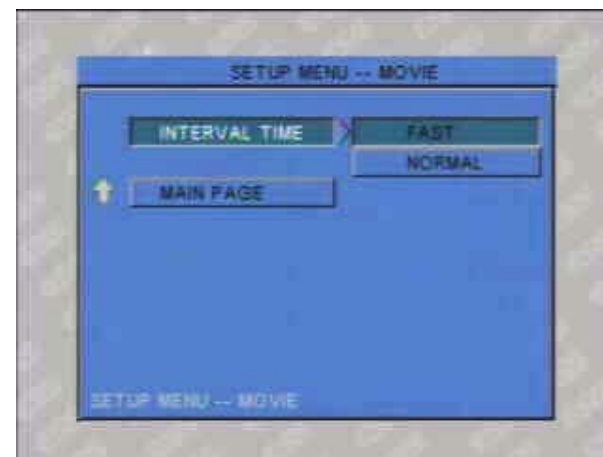 SETUP MENU -- MOVIE
INTERVAL TIME FAST
NORMAL
MAIN PAGE
SETUP MENU -- MOVIE